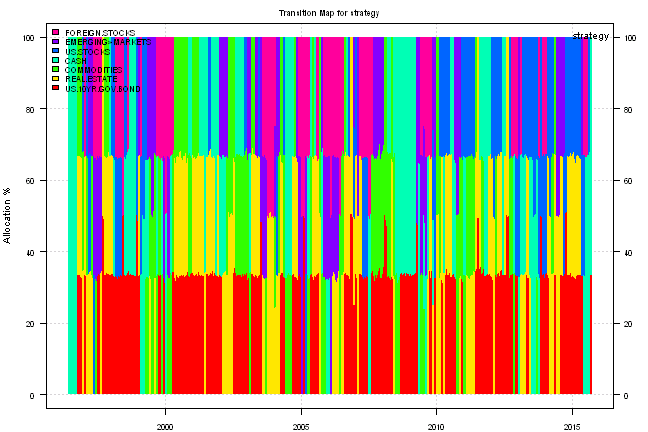 Transition Map for strategy
strategy
FOREIGN.STOCKS
EMERGING>MARKETS
US.STOCKS
CASH
COMMODITIES
REAL.ESTATE
US.10YR.GOV.BOND
Allocation %
100
80
60
40
20
0
100
80
60
40
20
0
2000 2005 2010 2015